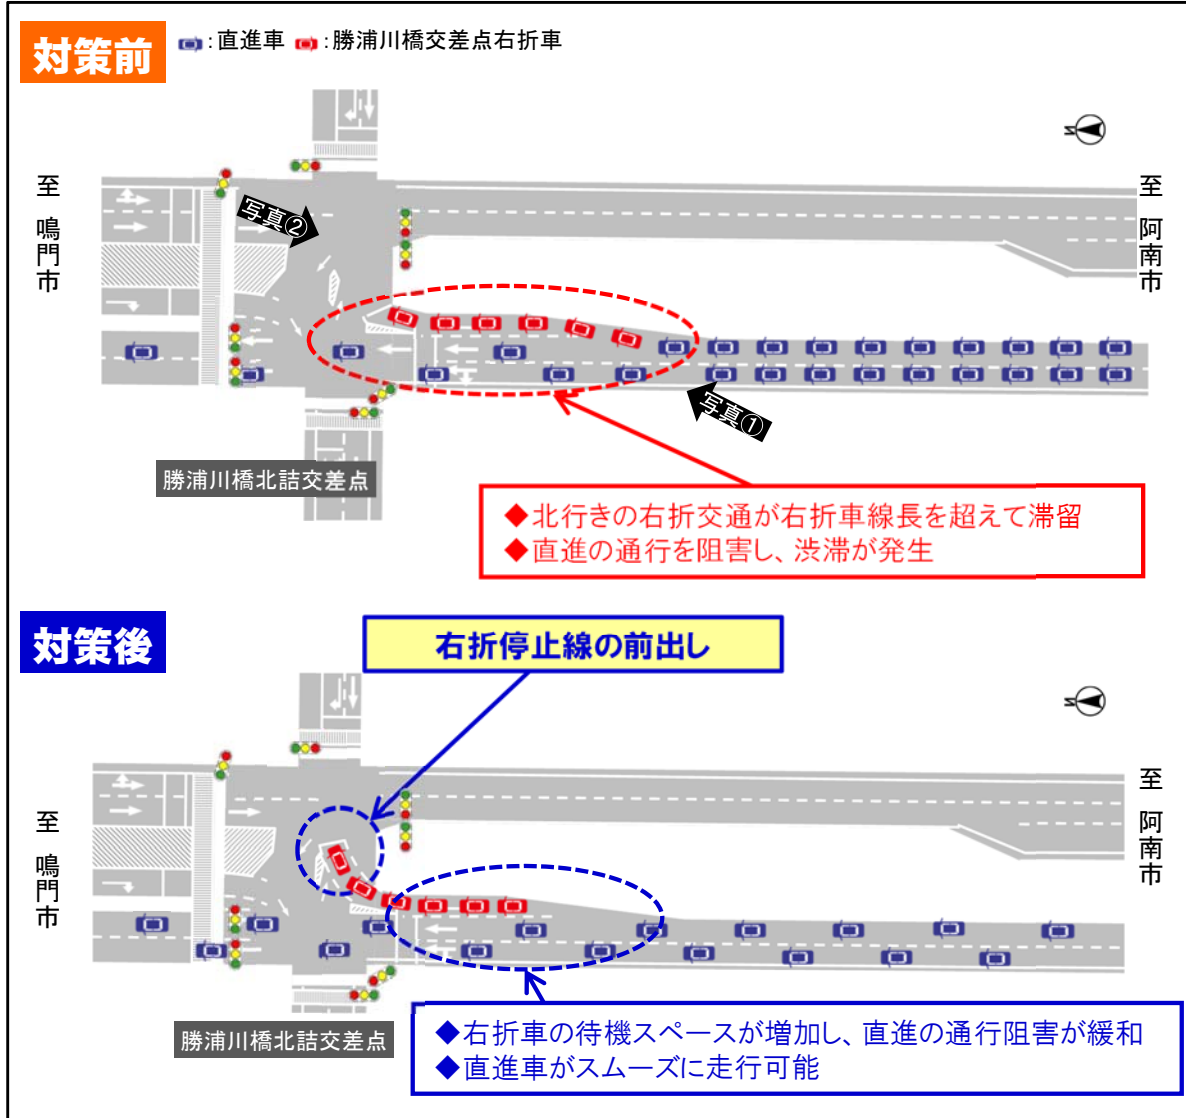 対策前
:直進車 :勝浦川橋交差点右折車
N
至 鳴門市
至 阿南市
写真②
写真①
勝浦川橋北詰交差点
◆北行きの右折交通が右折車線長を超えて滞留
◆直進の通行を阻害し、渋滞が発生
対策後
右折停止線の前出し
N
至 鳴門市
至 阿南市
勝浦川橋北詰交差点
◆右折車の待機スペースが増加し、直進の通行阻害が緩和
◆直進車がスムーズに走行可能